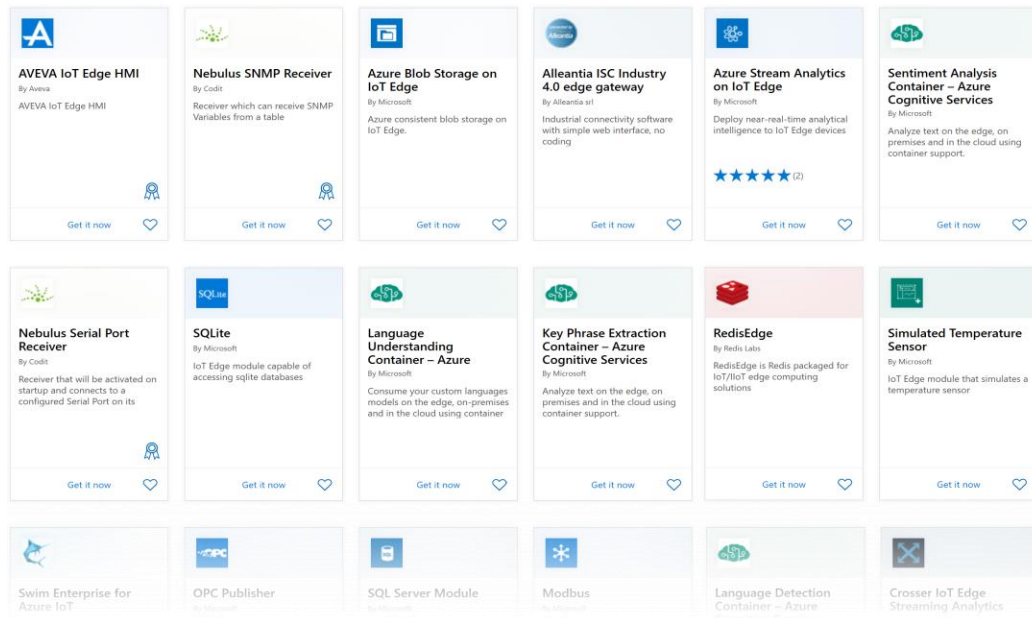 AVEVA IoT Edge HMI
By Aveva
AVEVA IoT Edge HMI
Get it now
Nebulus SNMP Receiver
By Codit
Receiver which can receive SNMP
Variables from a table
Get it now
Azure Blob Storage on
IoT Edge
By Microsoft
Azure consistent blob storage on
IoT Edge.
Get it now
Alleantia
Alleantia ISC Industry
4.0 edge gateway
By Alleantia srl
Industrial connectivity software
with simple web interface, no
coding
Get it now
Azure Stream Analytics
on IoT Edge
By Microsoft
Deploy near-real-time analytical
intelligence to IoT Edge devices
(2)
Get it now
Sentiment Analysis
Container – Azure
Cognitive Services
By Microsoft
Analyze text on the edge, on
premises and in the cloud using
container support.
Get it now
Nebulus Serial Port
Receiver
By Codit
Receiver that will be activated on
startup and connects to a
configured Serial Port on its
Get it now
SQLite
SQLite
By Microsoft
IoT Edge module capable of
accessing sqlite databases
Get it now
Language
Understanding
Container – Azure
By Microsoft
Consume your custom languages
models on the edge, on-premises
and in the cloud using container
Get it now
Key Phrase Extraction
Container – Azure
Cognitive Services
By Microsoft
Analyze text on the edge, on
premises and in the cloud using
container support.
Get it now
RedisEdge
By Redis Labs
RedisEdge is Redis packaged for
IoT/IIoT edge computing
solutions
Get it now
Simulated Temperature
Sensor
By Microsoft
IoT Edge module that simulates a
temperature sensor
Get it now
Swim Enterprise for
Azure IoT
OPC
OPC Publisher
By Microsoft
SQL Server Module
By Microsoft
Modbus
By Microsoft
Language Detection
Container – Azure
Crosser IoT Edge
Streaming Analytics